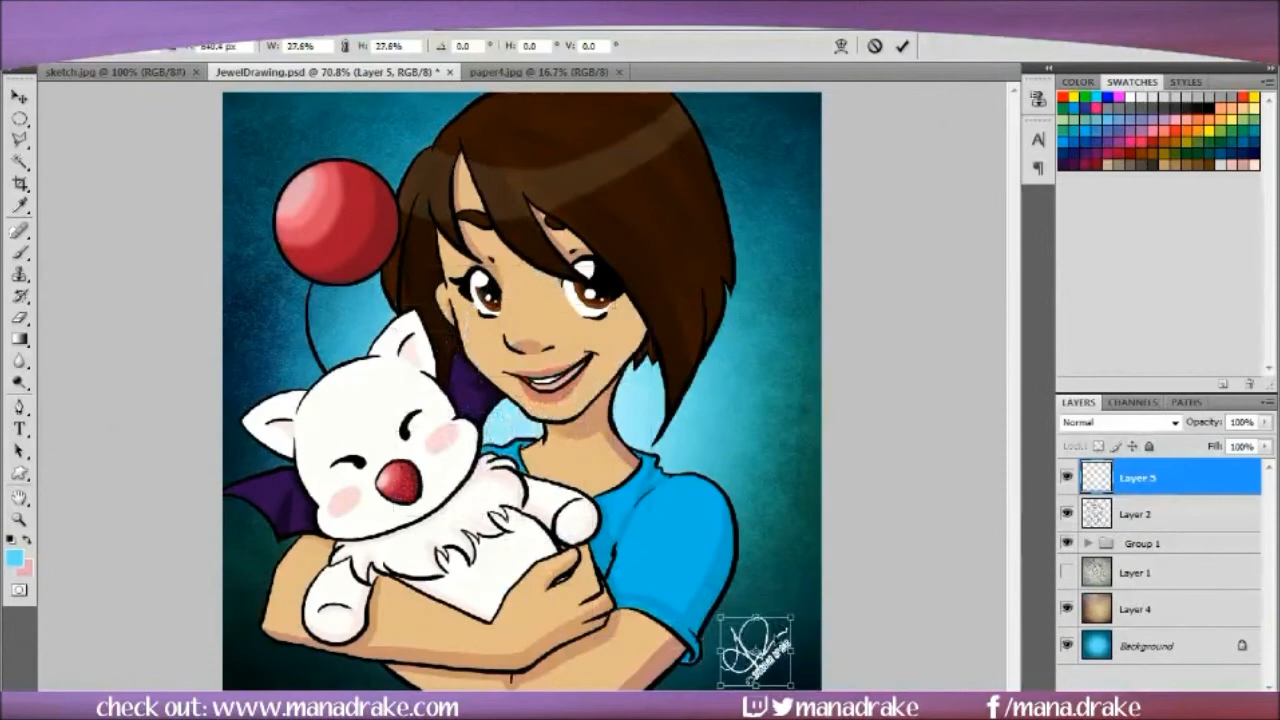 W: 27.6% H: 27.6% 0.0 ° H: 0.0 ° V: 0.0 °
sketch.jpg @ 100% (RGB/8#) × JewelDrawing.psd @ 70.8% (Layer 5, RGB/8) * × paper4.jpg @ 16.7% (RGB/8) ×
COLOR SWATCHES STYLES
LAYERS CHANNELS PATHS
Normal Opacity: 100%
Lock: Fill: 100%
Layer 5
Layer 2
Group 1
Layer 1
Layer 4
Background
check out: www.manadrake.com manadrake /mana.drake